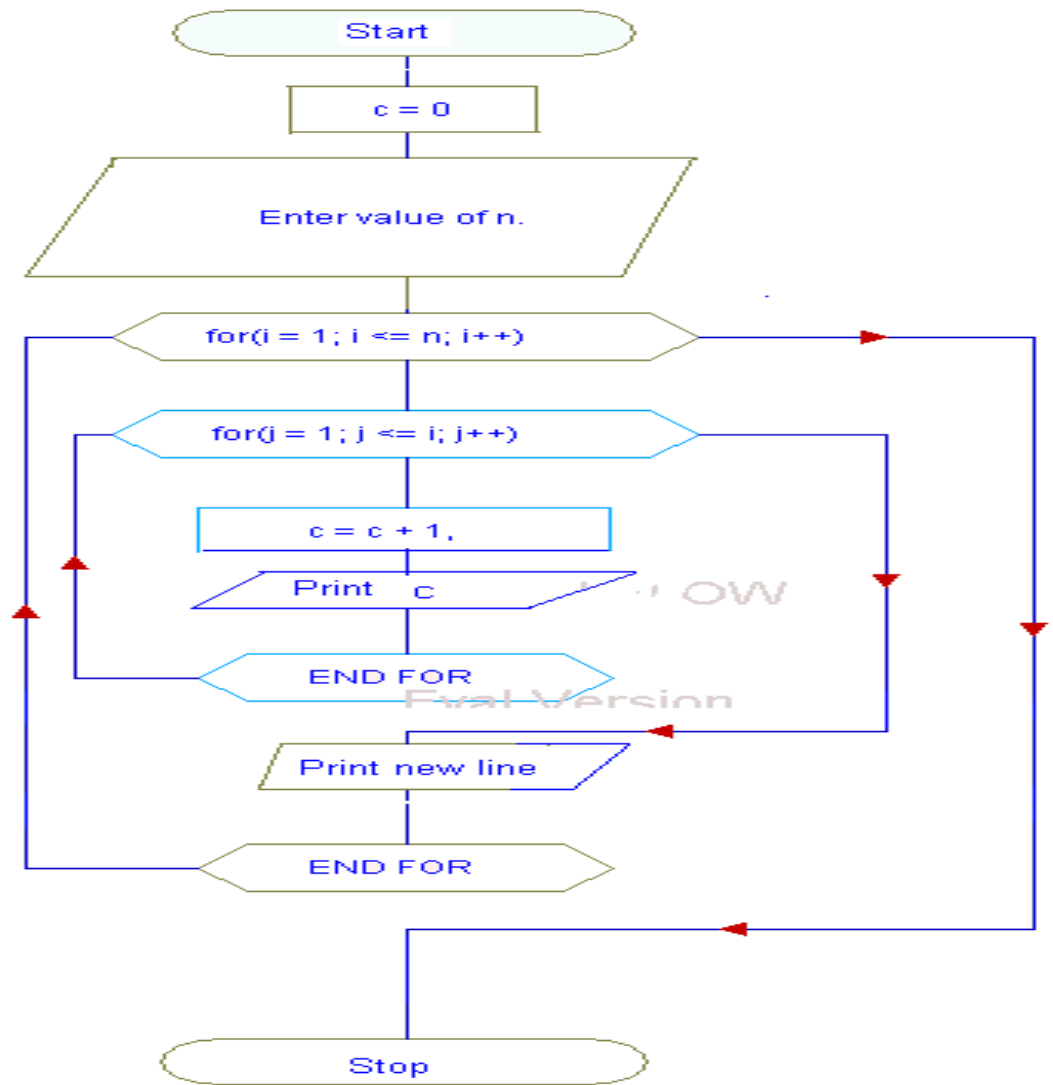 Start
c = 0
Enter value of n.
for(i = 1; i <= n; i++)
for(j = 1; j <= i; j++)
c = c + 1,
Print C
OW
END FOR
Eval Version
Print new line
END FOR
Stop